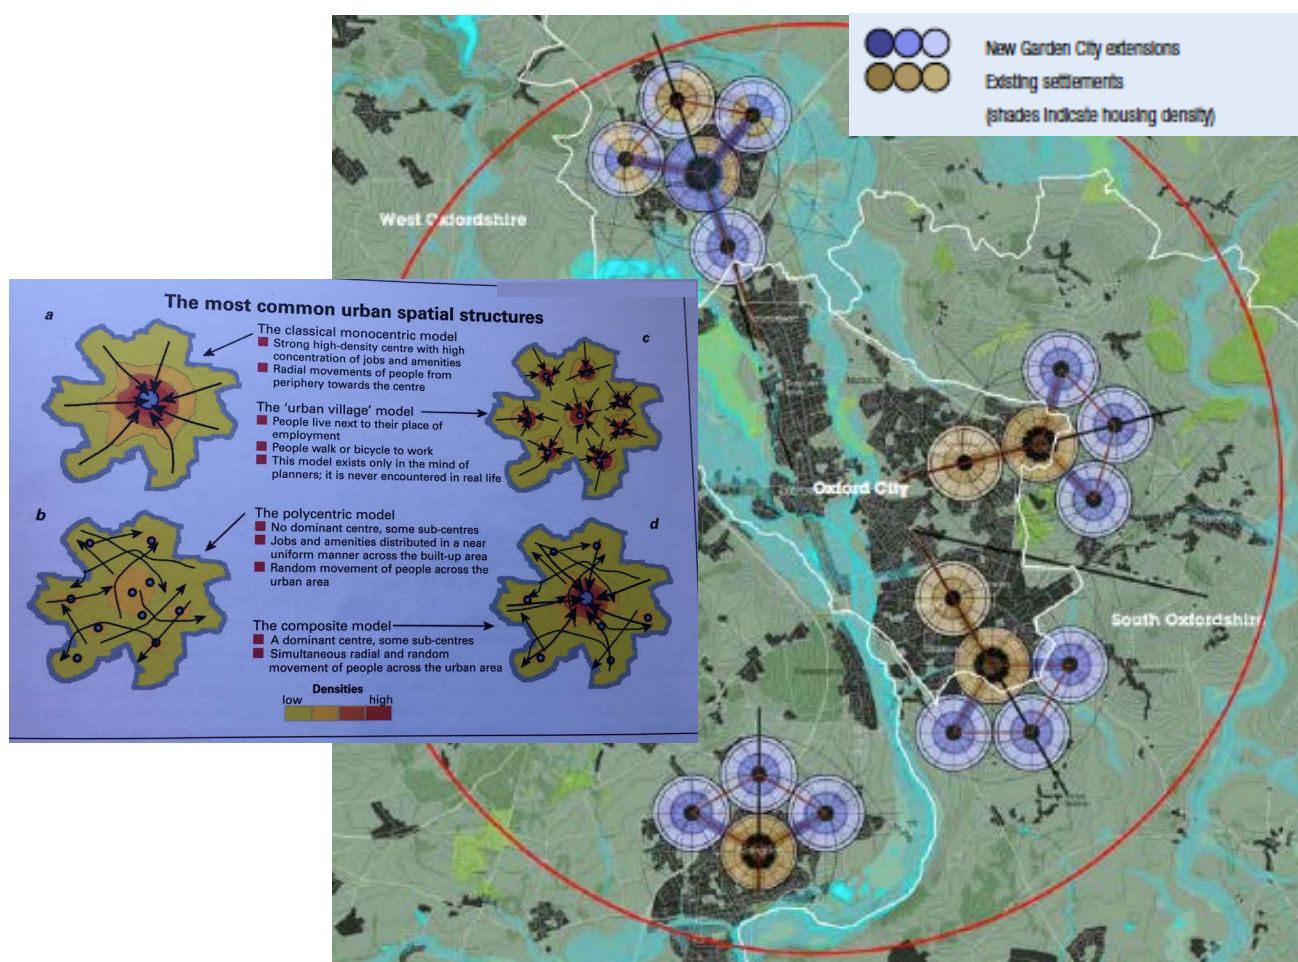 New Garden City extensions
Existing settlements
(shades indicate housing density)
West Oxfordshire
Oxford City
South Oxfordshire
The most common urban spatial structures
a
The classical monocentric model
Strong high-density centre with high
concentration of jobs and amenities
Radial movements of people from
periphery towards the centre
c
The 'urban village' model
People live next to their place of
employment
People walk or bicycle to work
This model exists only in the mind of
planners; it is never encountered in real life
b
The polycentric model
No dominant centre, some sub-centres
Jobs and amenities distributed in a near
uniform manner across the built-up area
Random movement of people across the
urban area
d
The composite model
A dominant centre, some sub-centres
Simultaneous radial and random
movement of people across the urban area
Densities
low high